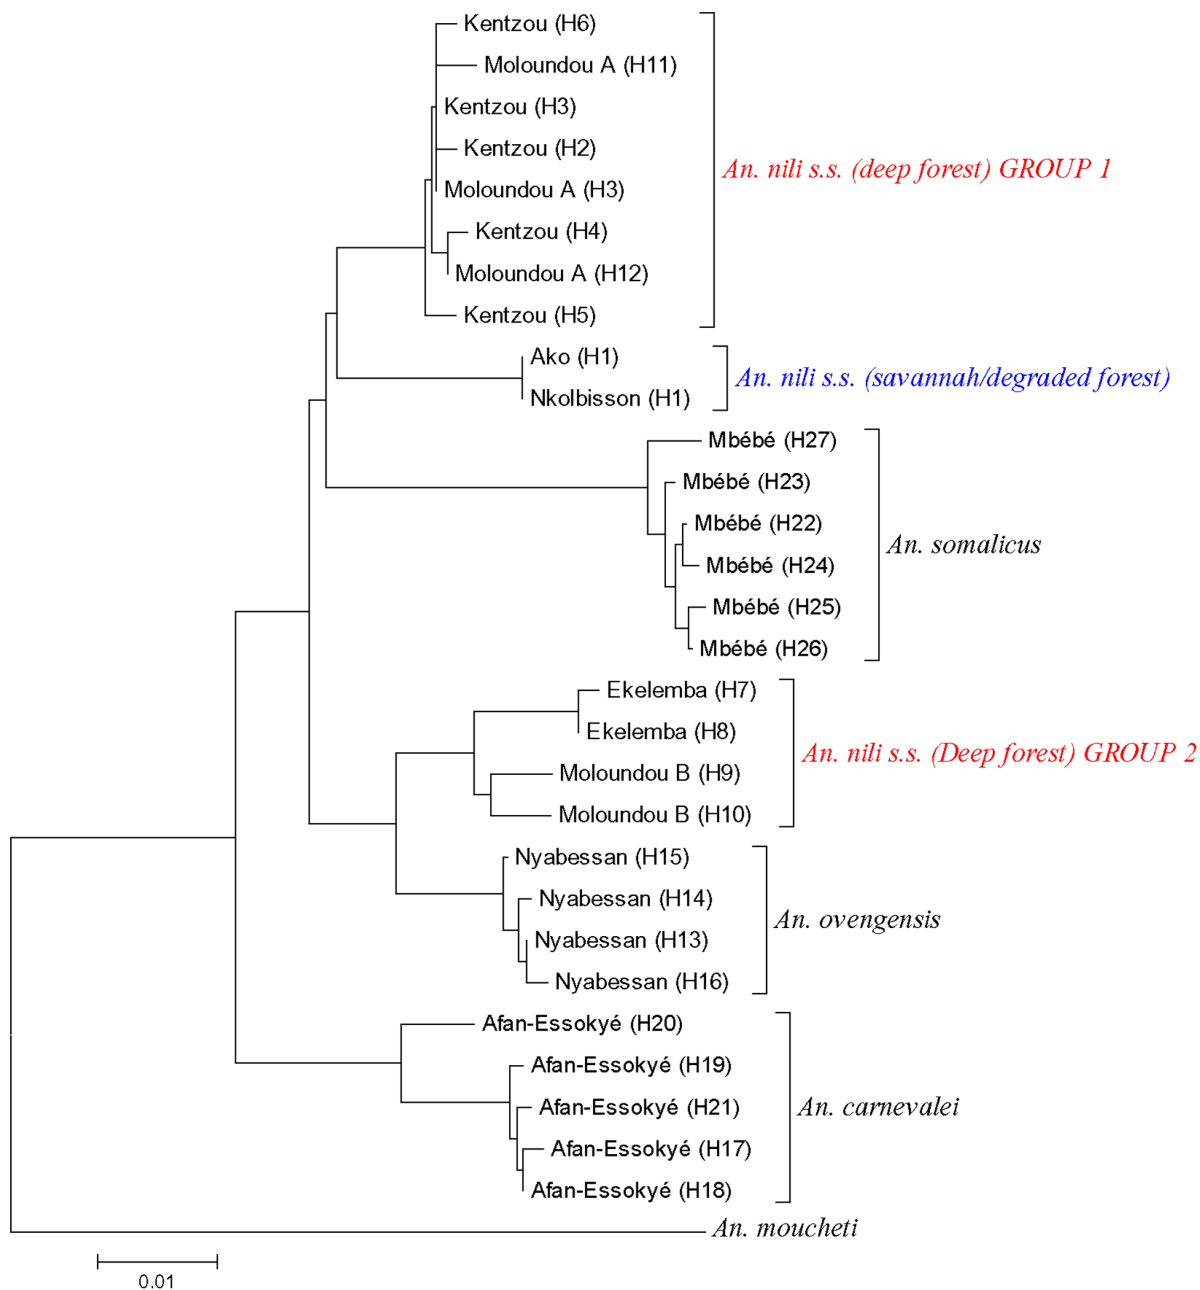 Kentzou (H6)
Moloundou A (H11)
Kentzou (H3)
Kentzou (H2)
An. nili s.s. (deep forest) GROUP 1
Moloundou A (H3)
Kentzou (H4)
Moloundou A (H12)
Kentzou (H5)
Ako (H1)
An. nili s.s. (savannah/degraded forest)
Nkolbisson (H1)
Mbébé (H27)
Mbébé (H23)
Mbébé (H22)
An. somalicus
Mbébé (H24)
Mbébé (H25)
Mbébé (H26)
Ekelemba (H7)
Ekelemba (H8)
An. nili s.s. (Deep forest) GROUP 2
Moloundou B (H9)
Moloundou B (H10)
Nyabessan (H15)
Nyabessan (H14)
An. ovengensis
Nyabessan (H13)
Nyabessan (H16)
Afan-Essokyé (H20)
Afan-Essokyé (H19)
Afan-Essokyé (H21)
An. carnevalei
Afan-Essokyé (H17)
Afan-Essokyé (H18)
An. moucheti
0.01